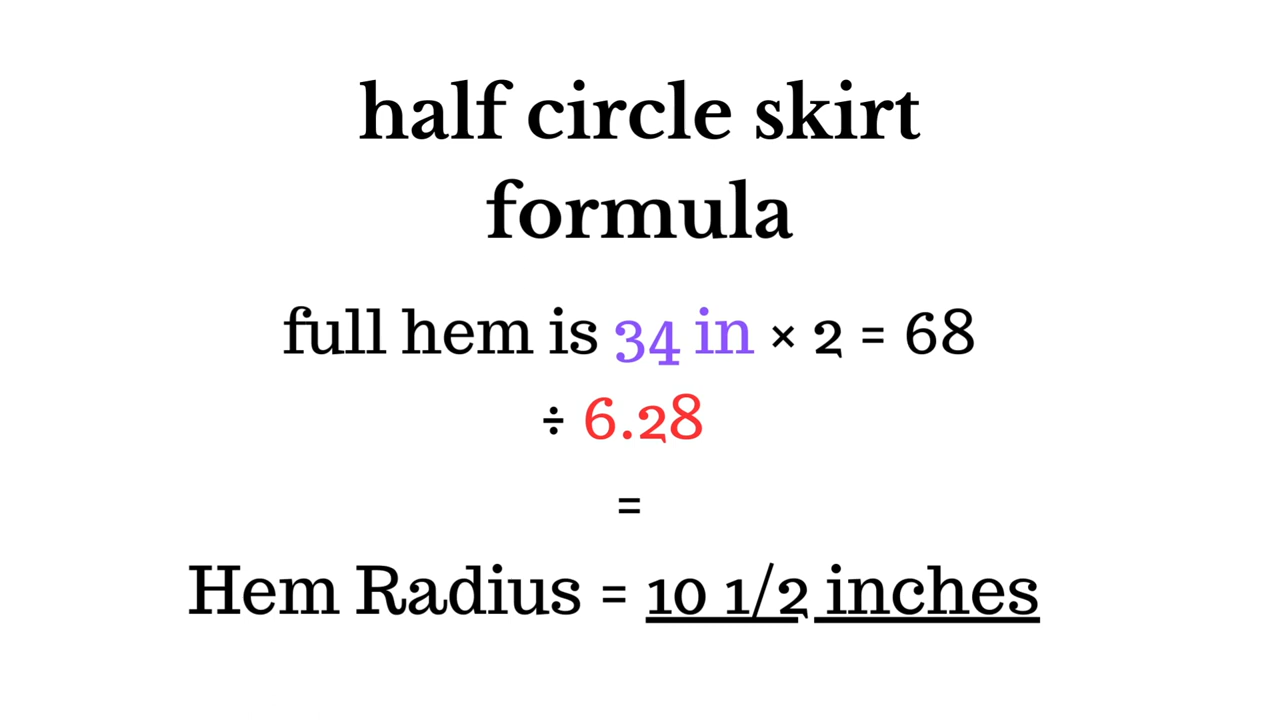 half circle skirt
formula
full hem is 34 in × 2 = 68
÷ 6.28
=
Hem Radius = 10 1/2 inches